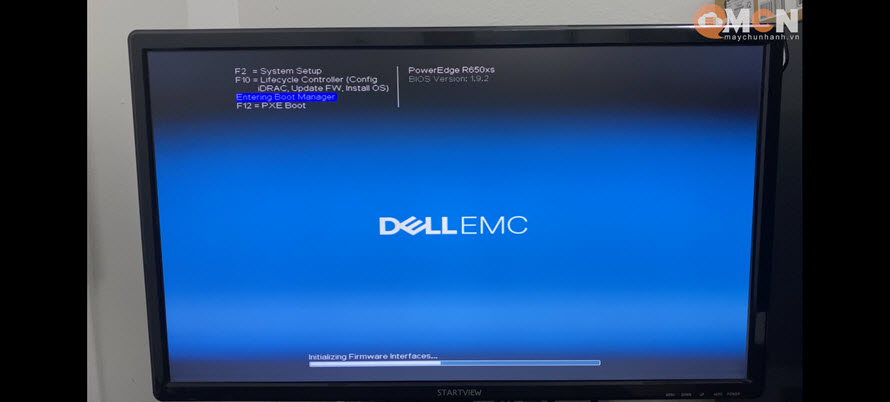 MCN
maychunhanh.vn
F2 = System Setup
F10 = Lifecycle Controller (Config
iDRAC, Update FW, Install OS)
Entering Boot Manager
F12 = PXE Boot
PowerEdge R650xs
BIOS Version: 1.9.2
DELLEMC
Initializing Firmware Interfaces...
STARTVIEW